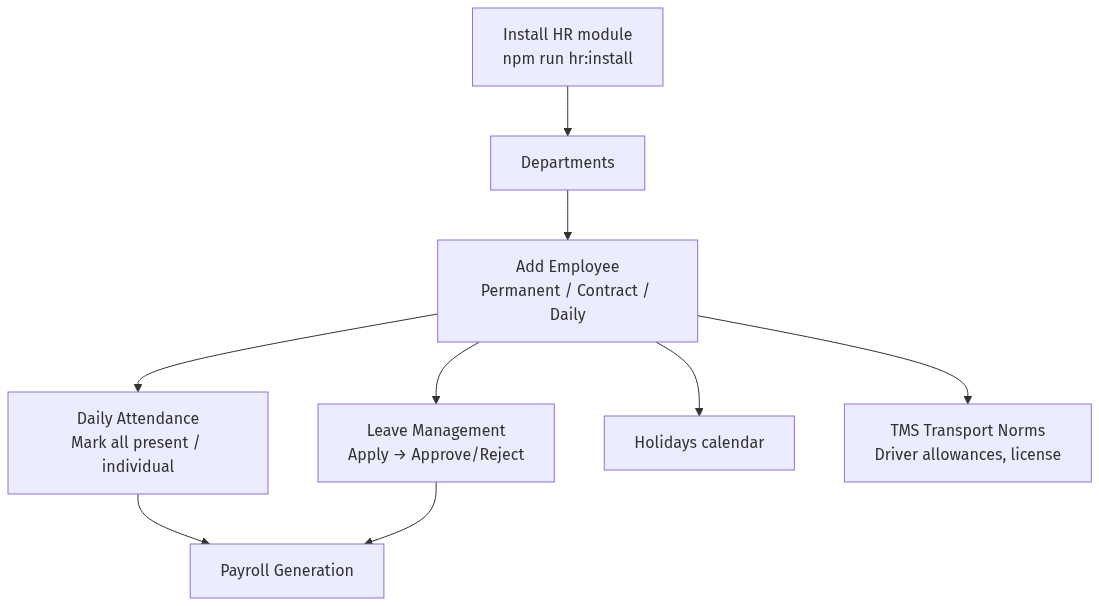 Install HR module
npm run hr:install
Departments
Add Employee
Permanent / Contract /
Daily
Daily Attendance
Mark all present /
individual
Leave Management
Apply → Approve/Reject
Holidays calendar
TMS Transport Norms
Driver allowances, license
Payroll Generation